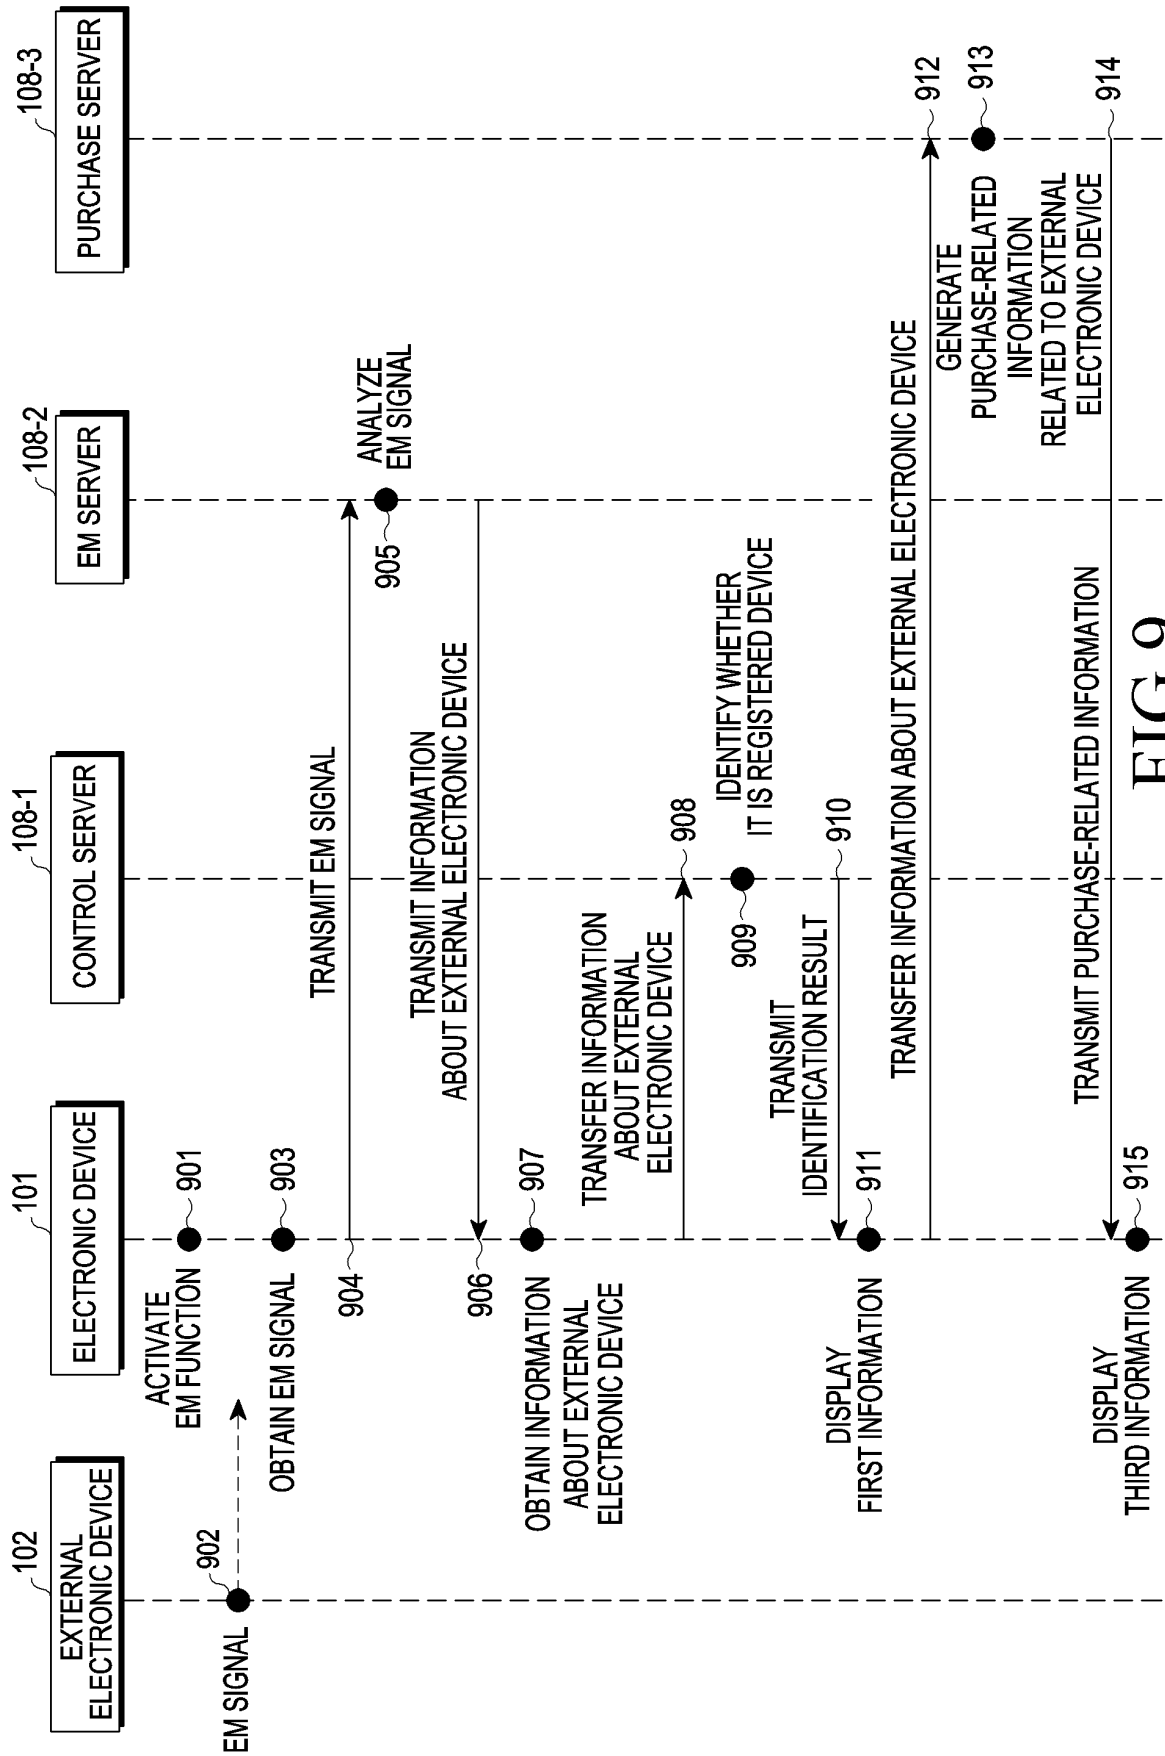 102
EXTERNAL
ELECTRONIC DEVICE
101
ELECTRONIC DEVICE
108-1
CONTROL SERVER
108-2
EM SERVER
108-3
PURCHASE SERVER
ACTIVATE
EM FUNCTION
901
EM SIGNAL
902
OBTAIN EM SIGNAL
903
904
TRANSMIT EM SIGNAL
905
ANALYZE
EM SIGNAL
906
TRANSMIT INFORMATION
ABOUT EXTERNAL ELECTRONIC DEVICE
OBTAIN INFORMATION
ABOUT EXTERNAL
ELECTRONIC DEVICE
907
TRANSFER INFORMATION
ABOUT EXTERNAL
ELECTRONIC DEVICE
908
909
IDENTIFY WHETHER
IT IS REGISTERED DEVICE
TRANSMIT
IDENTIFICATION RESULT
910
DISPLAY
FIRST INFORMATION
911
TRANSFER INFORMATION ABOUT EXTERNAL ELECTRONIC DEVICE
912
GENERATE
PURCHASE-RELATED
INFORMATION
RELATED TO EXTERNAL
ELECTRONIC DEVICE
913
TRANSMIT PURCHASE-RELATED INFORMATION
914
DISPLAY
THIRD INFORMATION
915
FIG. 9